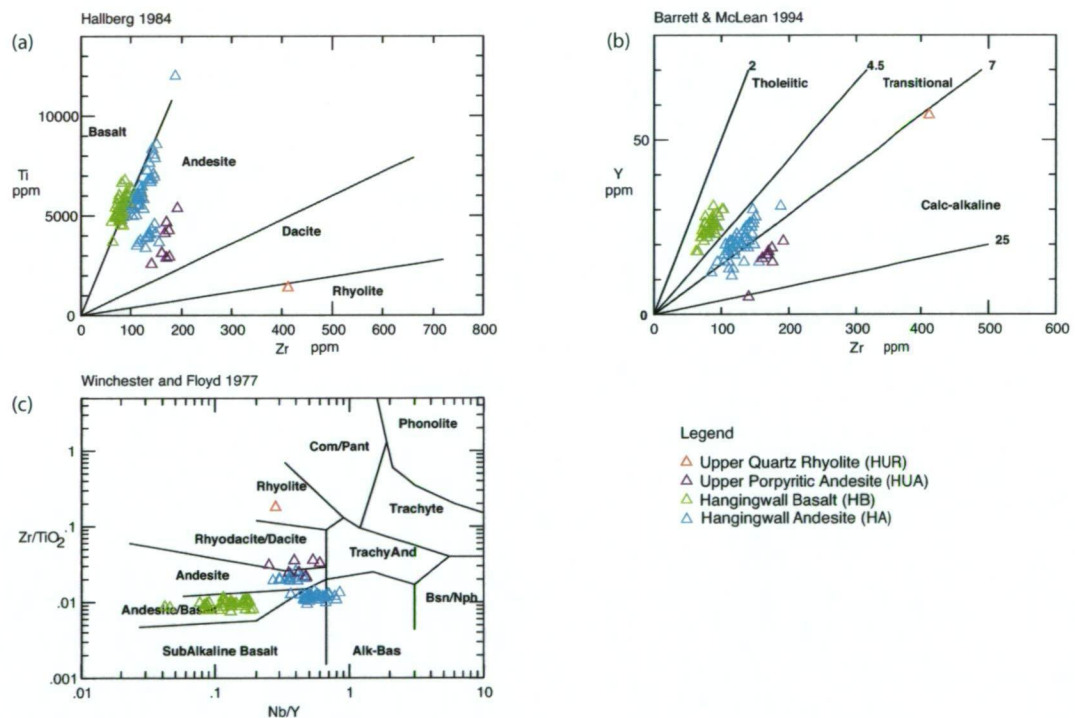 Hallberg 1984
(a)
Basalt
Andesite
Dacite
Rhyolite
Ti
ppm
10000
5000
0
0 100 200 300 400 500 600 700 800
Zr ppm
Barrett & McLean 1994
(b)
2
Tholeiitic
4.5
Transitional
7
Calc-alkaline
25
Y
ppm
50
0
0 100 200 300 400 500 600
Zr ppm
Winchester and Floyd 1977
(c)
Phonolite
Com/Pant
Rhyolite
Trachyte
Rhyodacite/Dacite
TrachyAnd
Andesite
Andesite/Basalt
Bsn/Nph
SubAlkaline Basalt
Alk-Bas
Zr/TiO2
1
.1
.01
.001
.01 .1 1 10
Nb/Y
Legend
Upper Quartz Rhyolite (HUR)
Upper Porpyritic Andesite (HUA)
Hangingwall Basalt (HB)
Hangingwall Andesite (HA)